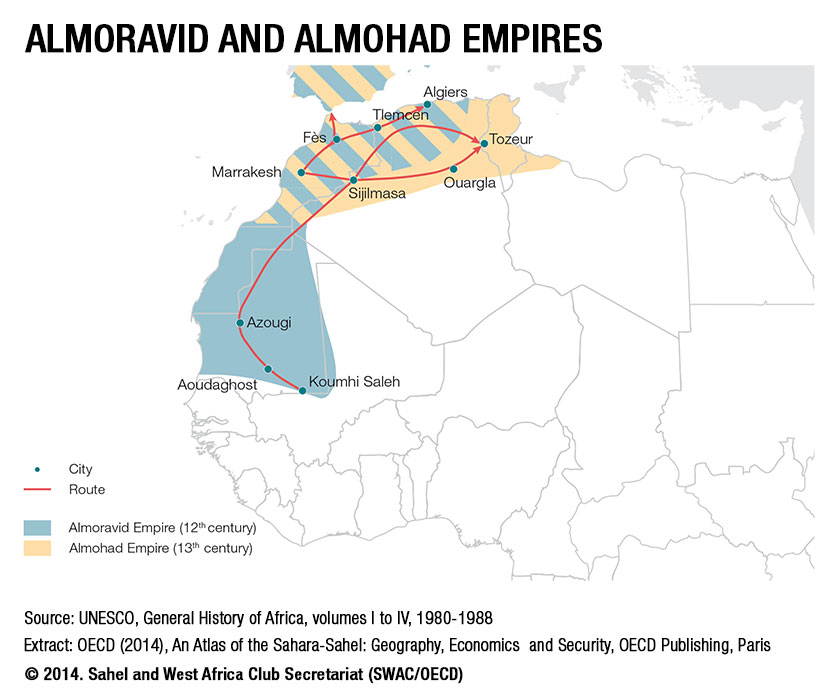 ALMORAVID AND ALMOHAD EMPIRES
Algiers
Tlemcen
Fès
Tozeur
Marrakesh
Ouargla
Sijilmasa
Azougi
Aoudaghost
Koumhi Saleh
City
Route
Almoravid Empire (12th century)
Almohad Empire (13th century)
Source: UNESCO, General History of Africa, volumes I to IV, 1980-1988
Extract: OECD (2014), An Atlas of the Sahara-Sahel: Geography, Economics and Security, OECD Publishing, Paris
© 2014. Sahel and West Africa Club Secretariat (SWAC/OECD)